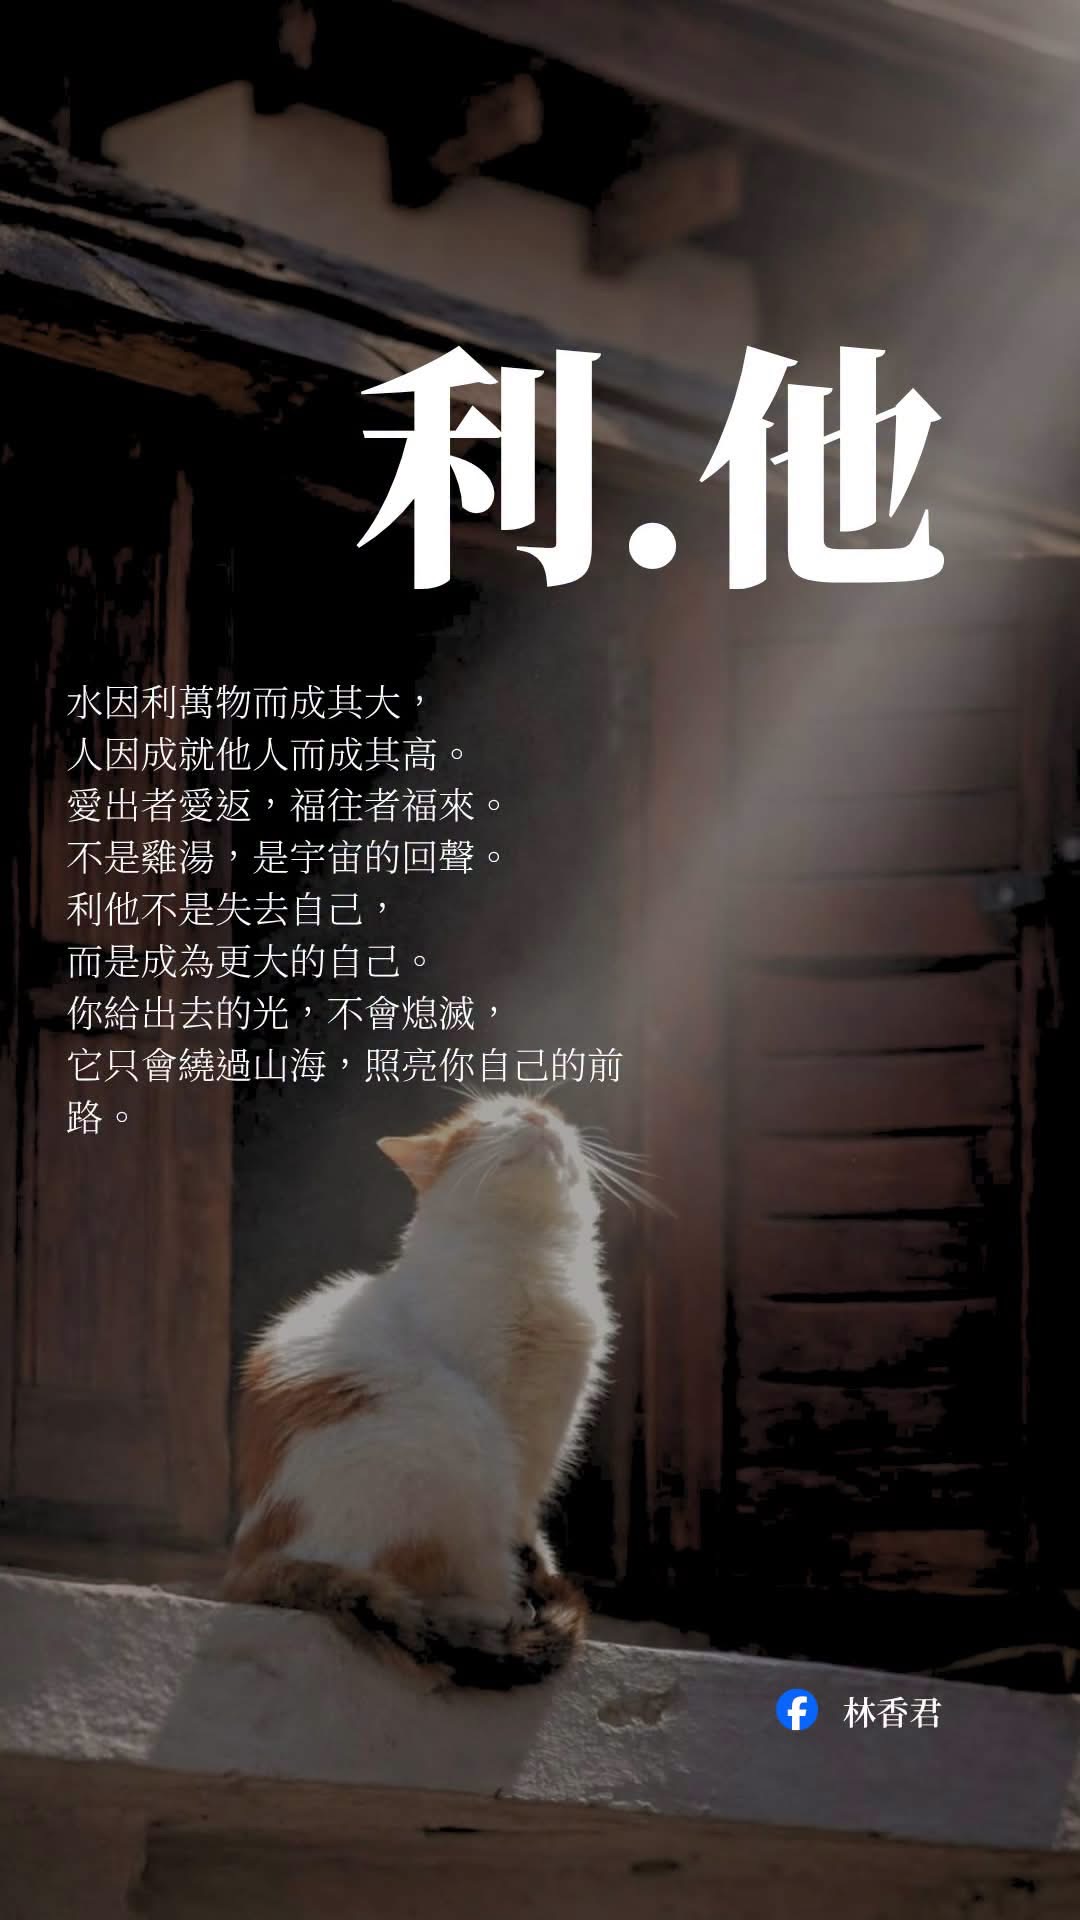 利.他
水因利萬物而成其大，
人因成就他人而成其高。
愛出者愛返，福往者福來。
不是雞湯，是宇宙的回聲。
利他不是失去自己，
而是成為更大的自己。
你給出去的光，不會熄滅，
它只會繞過山海，照亮你自己的前
路。
林香君